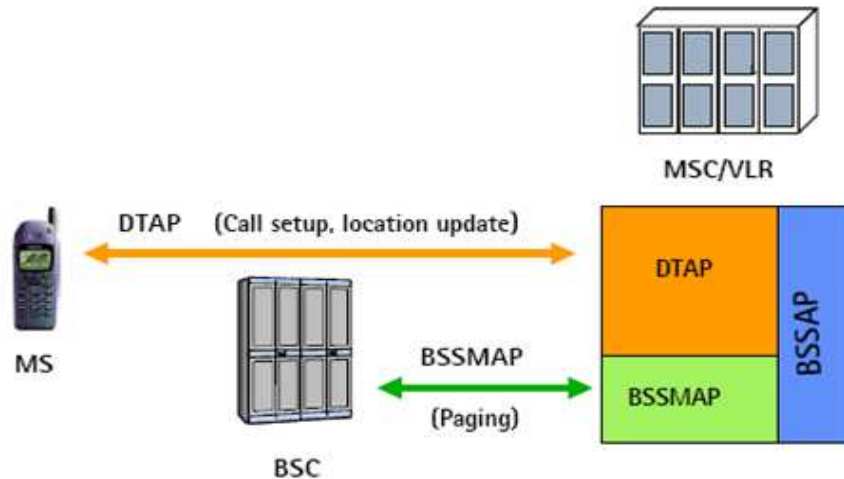 MSC/VLR
DTAP (Call setup, location update)
DTAP
BSSAP
MS
BSSMAP
BSSMAP
(Paging)
BSC